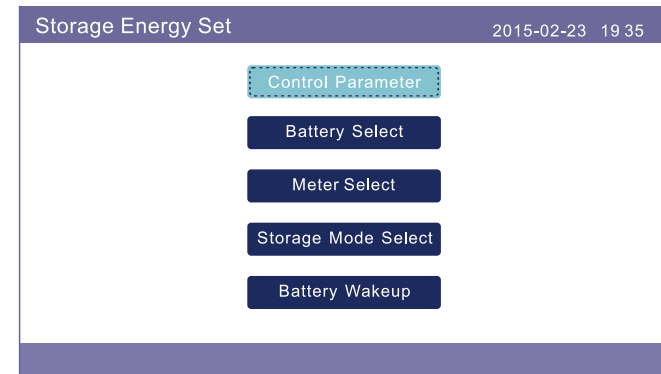 Storage Energy Set
2015-02-23 19 35
Control Parameter
Battery Select
Meter Select
Storage Mode Select
Battery Wakeup